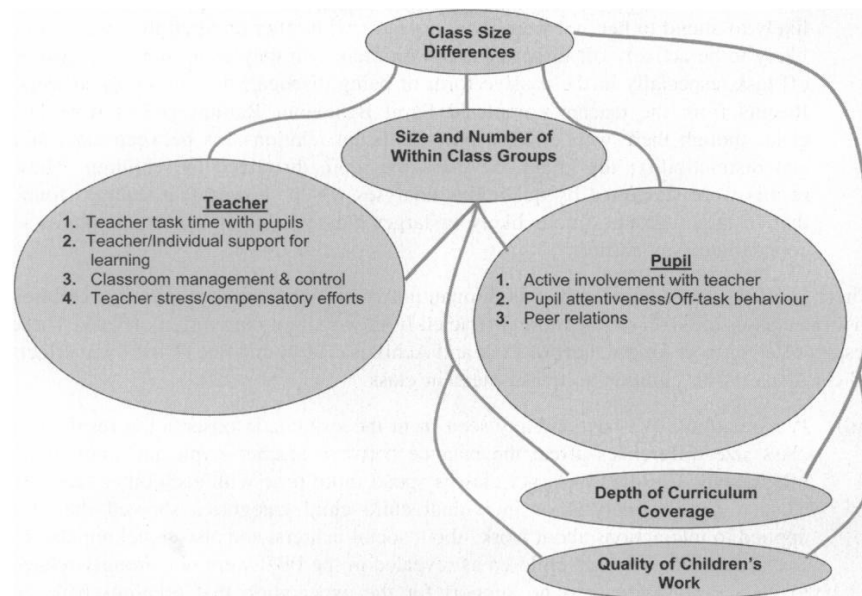 Class Size
Differences
Size and Number of
Within Class Groups
Teacher
1. Teacher task time with pupils
2. Teacher/Individual support for
learning
3. Classroom management & control
4. Teacher stress/compensatory efforts
Pupil
1. Active involvement with teacher
2. Pupil attentiveness/Off-task behaviour
3. Peer relations
Depth of Curriculum
Coverage
Quality of Children's
Work